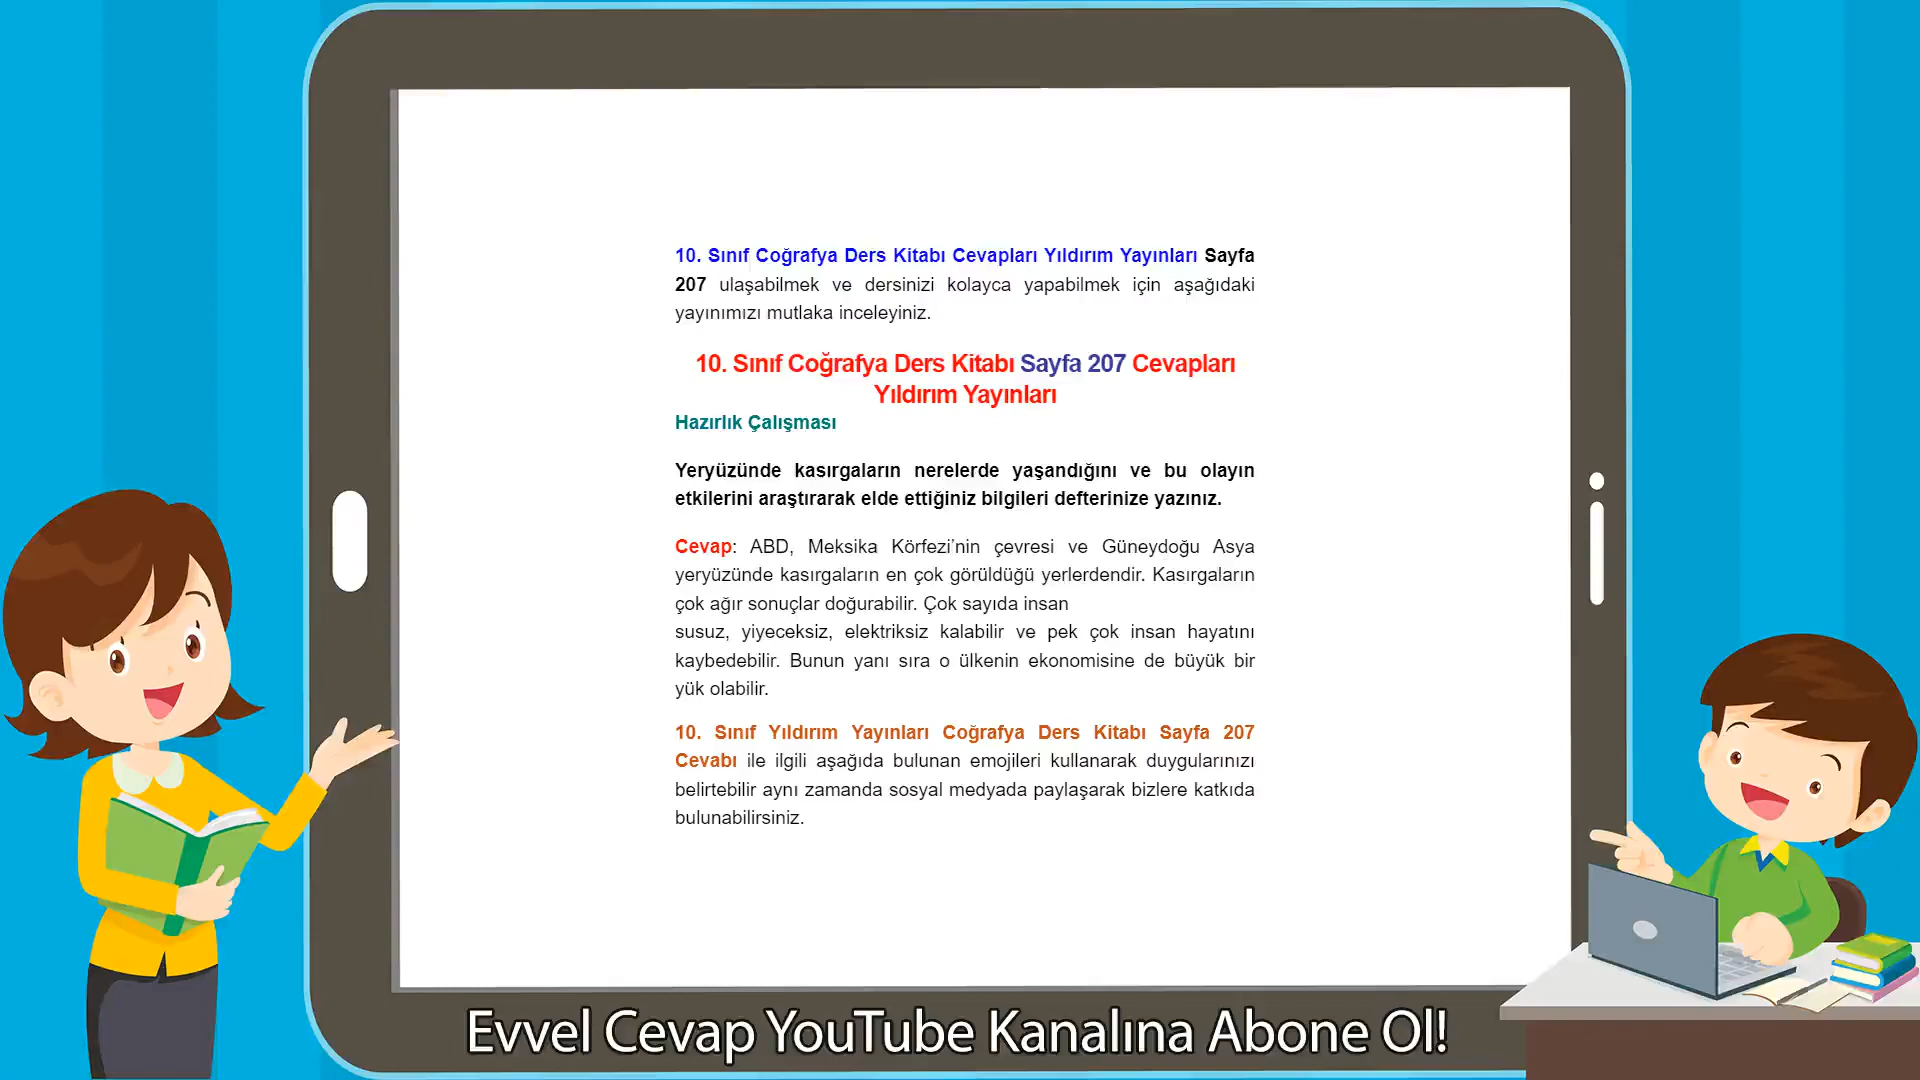 10. Sınıf Coğrafya Ders Kitabı Cevapları Yıldırım Yayınları Sayfa
207 ulaşabilmek ve dersinizi kolayca yapabilmek için aşağıdaki
yayınımızı mutlaka inceleyiniz.
10. Sınıf Coğrafya Ders Kitabı Sayfa 207 Cevapları
Yıldırım Yayınları
Hazırlık Çalışması
Yeryüzünde kasırgaların nerelerde yaşandığını ve bu olayın
etkilerini araştırarak elde ettiğiniz bilgileri defterinize yazınız.
Cevap: ABD, Meksika Körfezi’nin çevresi ve Güneydoğu Asya
yeryüzünde kasırgaların en çok görüldüğü yerlerdendir. Kasırgaların
çok ağır sonuçlar doğurabilir. Çok sayıda insan
susuz, yiyeceksiz, elektriksiz kalabilir ve pek çok insan hayatını
kaybedebilir. Bunun yanı sıra o ülkenin ekonomisine de büyük bir
yük olabilir.
10. Sınıf Yıldırım Yayınları Coğrafya Ders Kitabı Sayfa 207
Cevabı ile ilgili aşağıda bulunan emojileri kullanarak duygularınızı
belirtebilir aynı zamanda sosyal medyada paylaşarak bizlere katkıda
bulunabilirsiniz.
Evvel Cevap YouTube Kanalına Abone Ol!